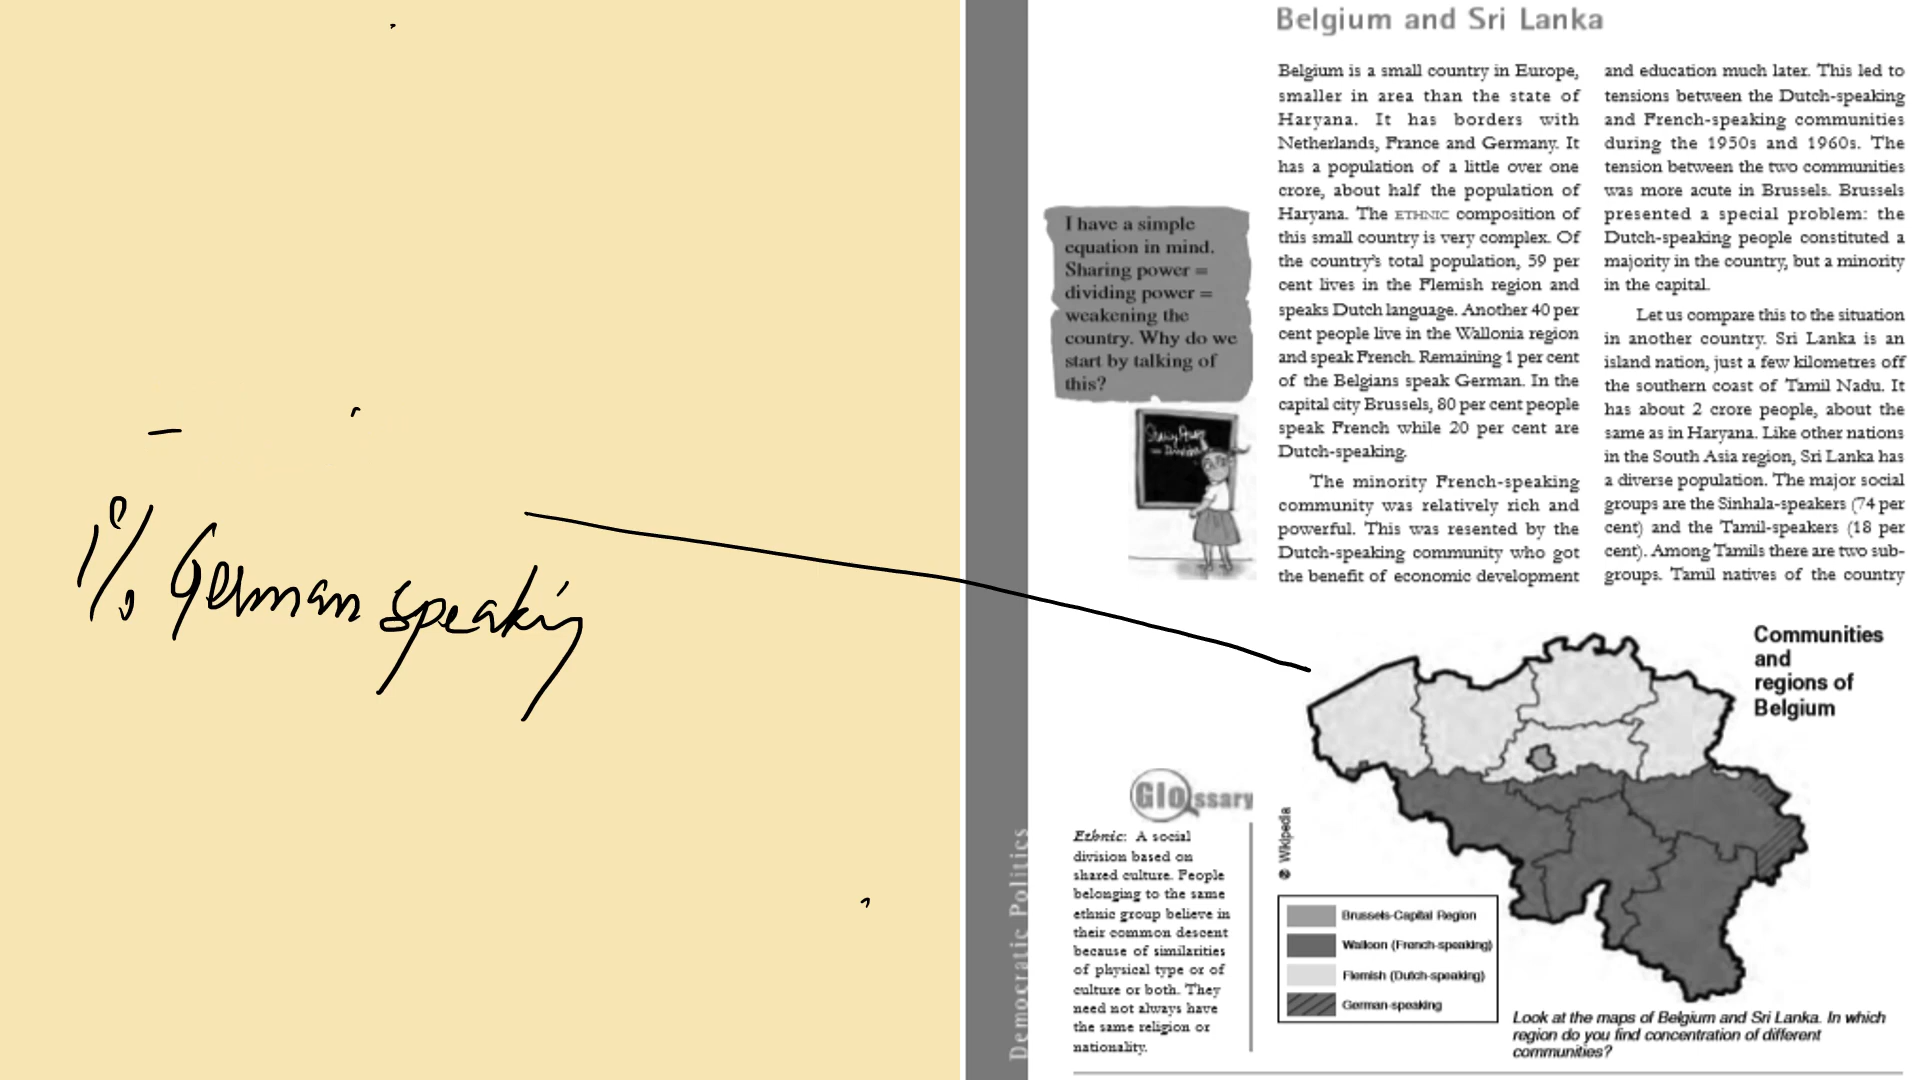 1% German speaking
Belgium and Sri Lanka
Belgium is a small country in Europe,
smaller in area than the state of
Haryana. It has borders with
Netherlands, France and Germany. It
has a population of a little over one
crore, about half the population of
Haryana. The ETHNIC composition of
this small country is very complex. Of
the country's total population, 59 per
cent lives in the Flemish region and
speaks Dutch language. Another 40 per
cent people live in the Wallonia region
and speak French. Remaining 1 per cent
of the Belgians speak German. In the
capital city Brussels, 80 per cent people
speak French while 20 per cent are
Dutch-speaking.
The minority French-speaking
community was relatively rich and
powerful. This was resented by the
Dutch-speaking community who got
the benefit of economic development
and education much later. This led to
tensions between the Dutch-speaking
and French-speaking communities
during the 1950s and 1960s. The
tension between the two communities
was more acute in Brussels. Brussels
presented a special problem: the
Dutch-speaking people constituted a
majority in the country, but a minority
in the capital.
Let us compare this to the situation
in another country. Sri Lanka is an
island nation, just a few kilometres off
the southern coast of Tamil Nadu. It
has about 2 crore people, about the
same as in Haryana. Like other nations
in the South Asia region, Sri Lanka has
a diverse population. The major social
groups are the Sinhala-speakers (74 per
cent) and the Tamil-speakers (18 per
cent). Among Tamils there are two sub-
groups. Tamil natives of the country
I have a simple
equation in mind.
Sharing power =
dividing power =
weakening the
country. Why do we
start by talking of
this?
Glossary
Ethnic: A social
division based on
shared culture. People
belonging to the same
ethnic group believe in
their common descent
because of similarities
of physical type or of
culture or both. They
need not always have
the same religion or
nationality.
Democratic Politics
Communities
and
regions of
Belgium
© Wikipedia
Brussels-Capital Region
Walloon (French-speaking)
Flemish (Dutch-speaking)
German-speaking
Look at the maps of Belgium and Sri Lanka. In which
region do you find concentration of different
communities?